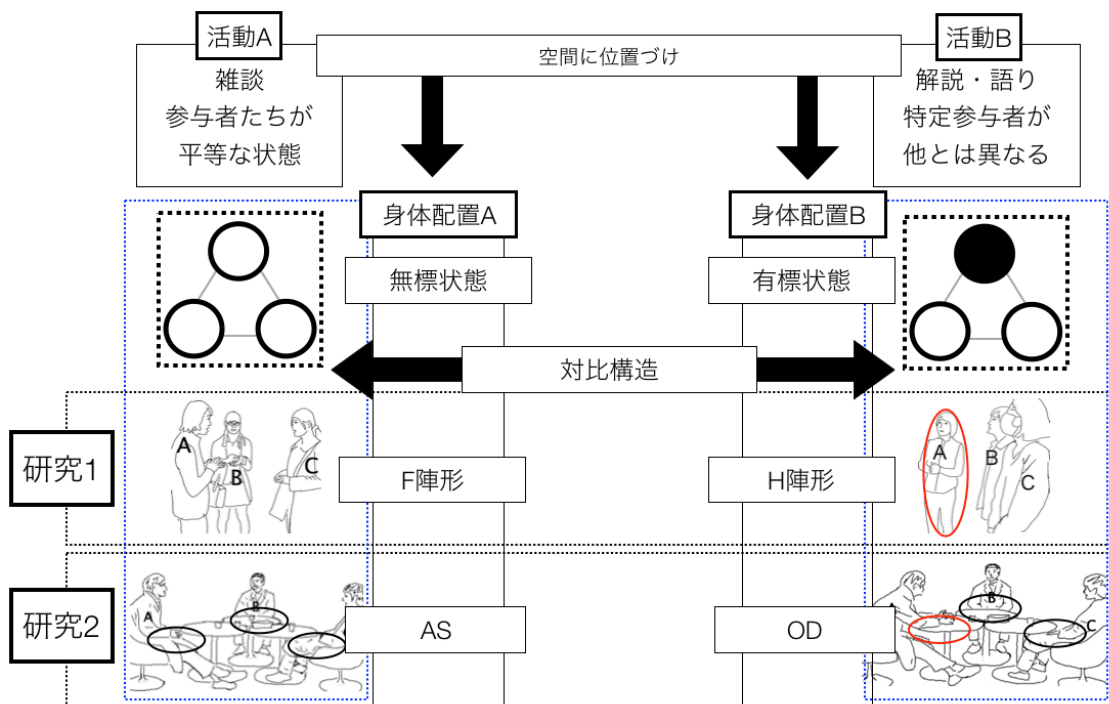 活動A
空間に位置づけ
活動B
雑談
参与者たちが
平等な状態
解説・語り
特定参与者が
他とは異なる
身体配置A
身体配置B
無標状態
有標状態
対比構造
研究1
A
B
C
F陣形
H陣形
A
B
C
研究2
A
B
AS
OD
B
C